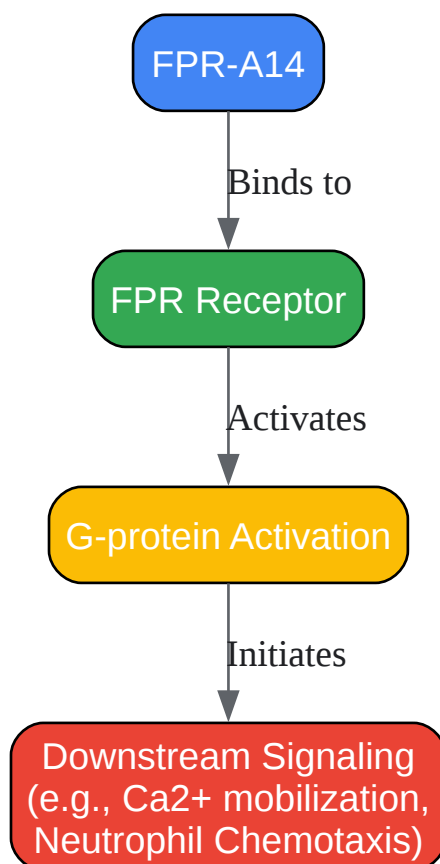 FPR-A14
Binds to
FPR Receptor
Activates
G-protein Activation
Initiates
Downstream Signaling
(e.g., Ca2+ mobilization,
Neutrophil Chemotaxis)